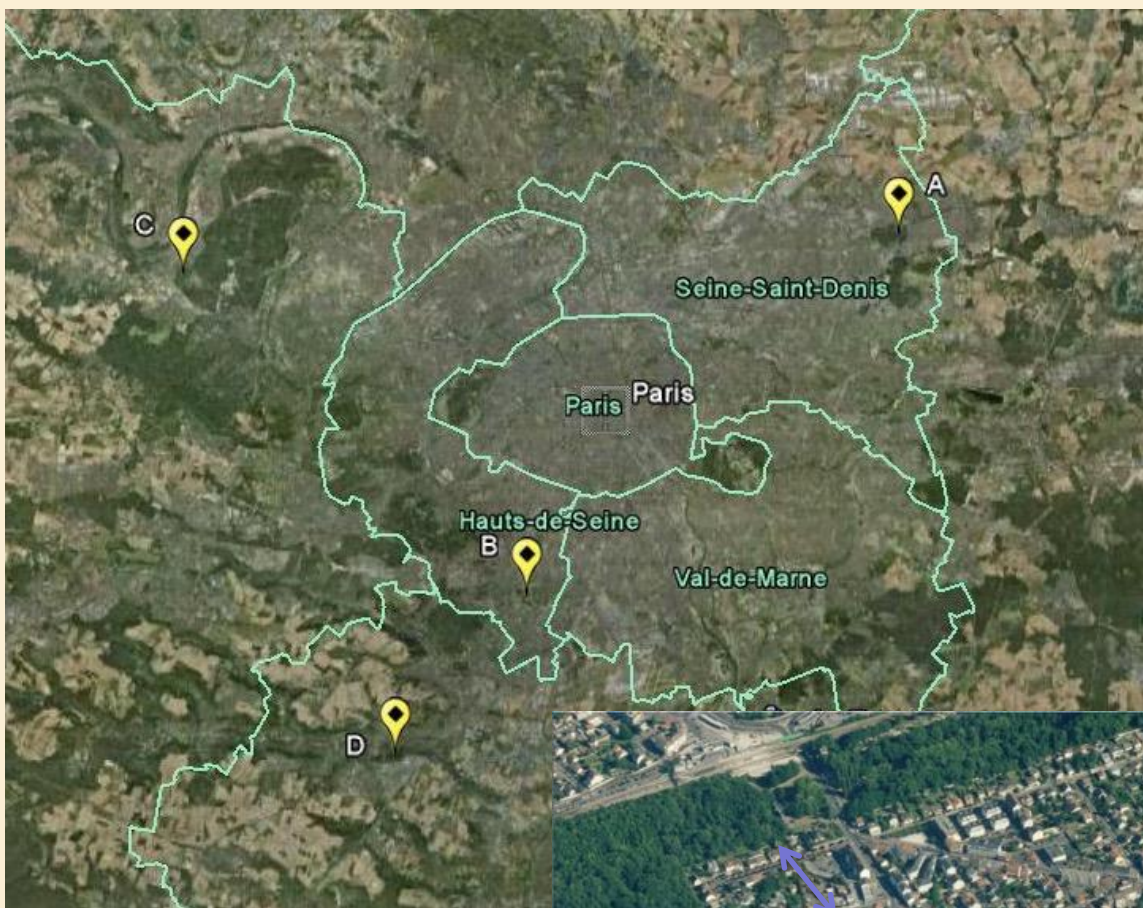 A
C
Seine-Saint-Denis
Paris
Paris
Hauts-de-Seine
B
Val-de-Marne
D